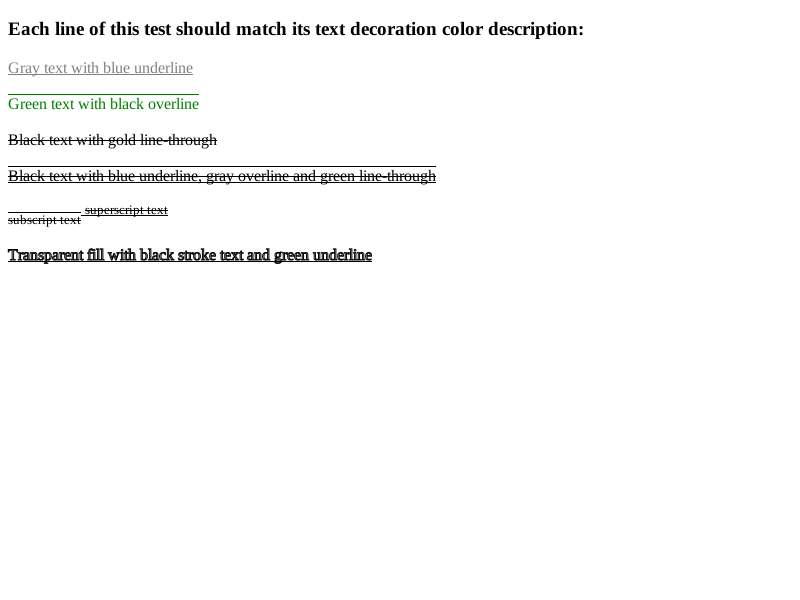 Each line of this test should match its text decoration color description:
Gray text with blue underline
Green text with black overline
Black text with gold line-through
Black text with blue underline, gray overline and green line-through
superscript text
subscript text
Transparent fill with black stroke text and green underline